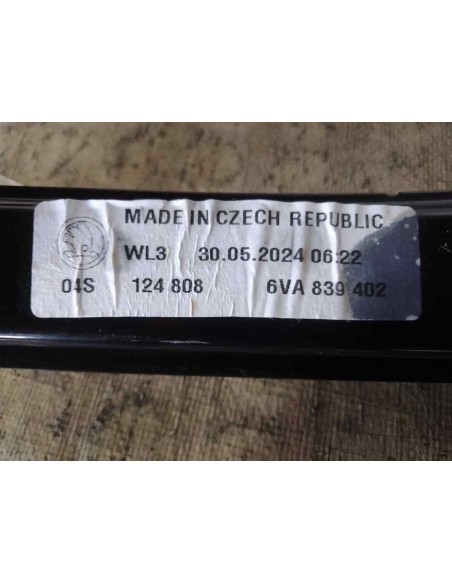 MADE IN CZECH REPUBLIC
WL3 30.05.2024 06:22
04S 124 808 6VA 839 402